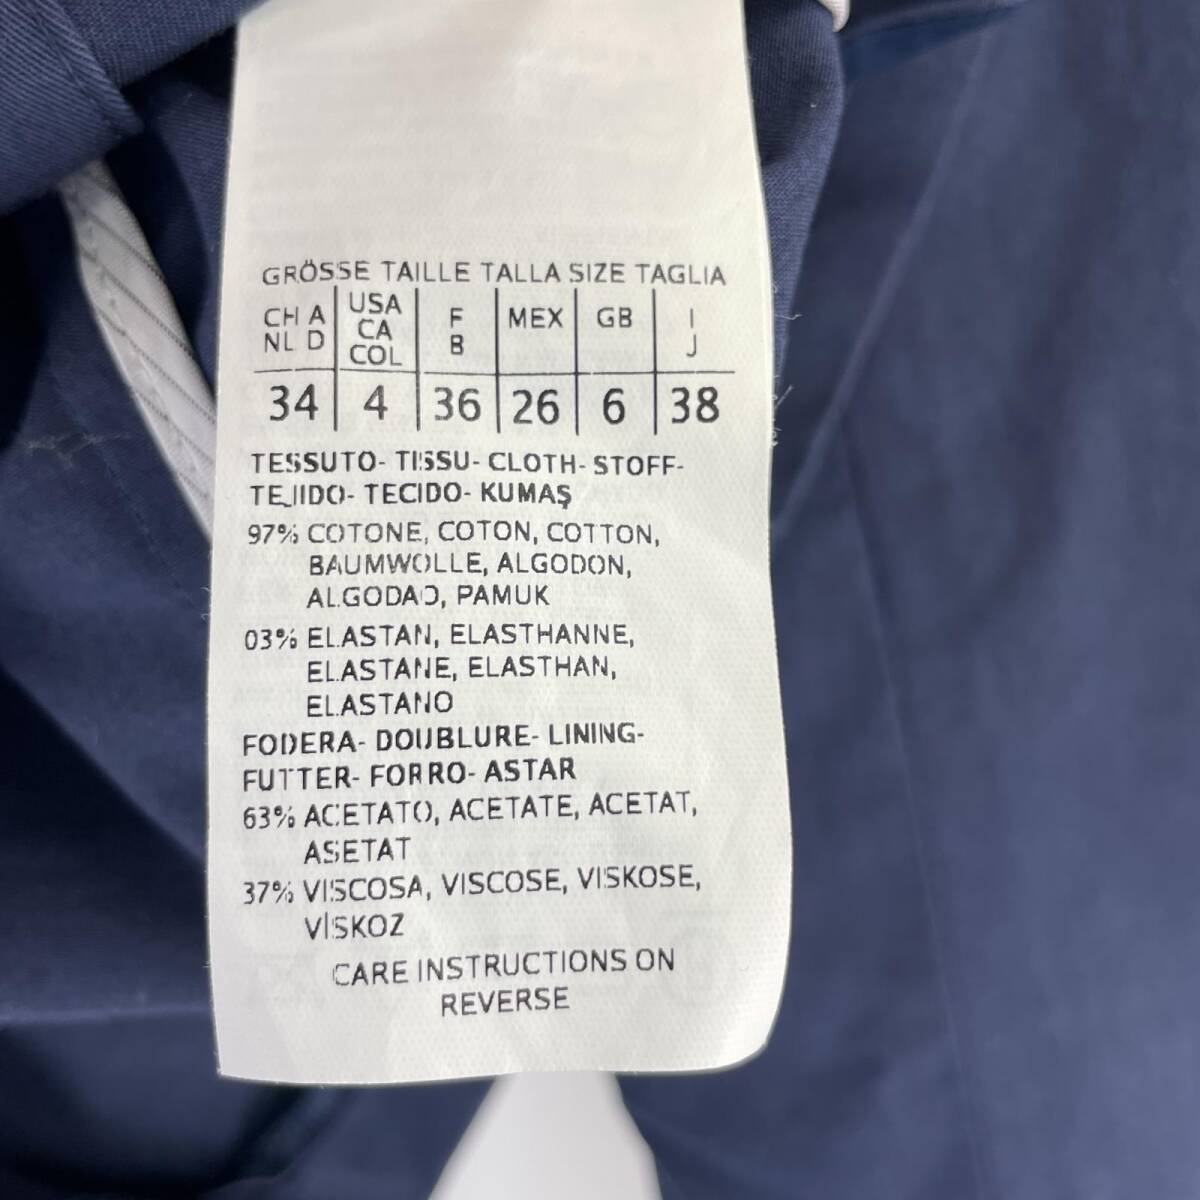 GRÖSSE TAILLE TALLA SIZE TAGLIA
CH A NL D USA CA COL F B MEX GB I J
34 4 36 26 6 38
TESSUTO- TISSU- CLOTH- STOFF-
TEJIDO- TECIDO- KUMAŞ
97% COTONE, COTON, COTTON,
BAUMWOLLE, ALGODON,
ALGODAO, PAMUK
03% ELASTAN, ELASTHANNE,
ELASTANE, ELASTHAN,
ELASTANO
FODERA- DOUBLURE- LINING-
FUTTER- FORRO- ASTAR
63% ACETATO, ACETATE, ACETAT,
ASETAT
37% VISCOSA, VISCOSE, VISKOSE,
VİSKOZ
CARE INSTRUCTIONS ON
REVERSE